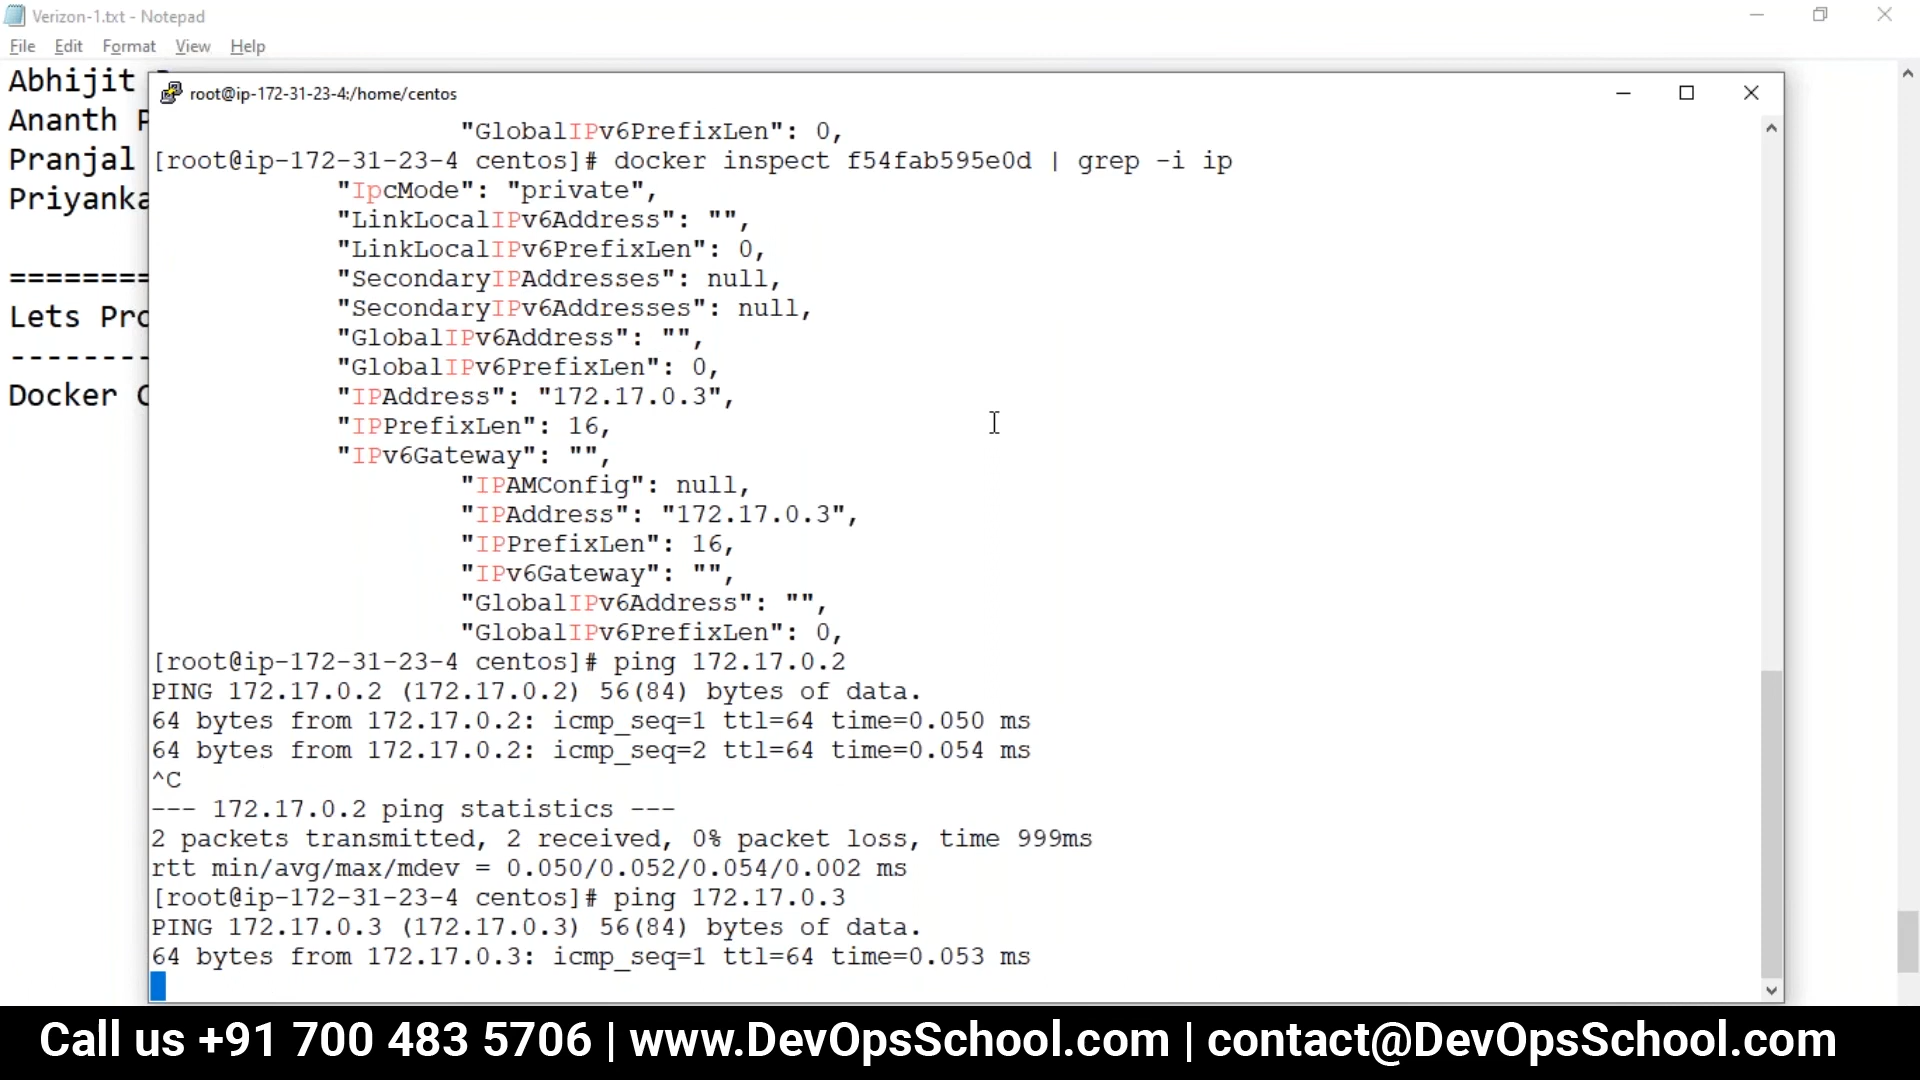 Verizon-1.txt - Notepad
File Edit Format View Help
Abhijit
Ananth P
Pranjal
Priyanka
=========
Lets Pro
--------
Docker C
root@ip-172-31-23-4:/home/centos
"GlobalIPv6PrefixLen": 0,
[root@ip-172-31-23-4 centos]# docker inspect f54fab595e0d | grep -i ip
"IpcMode": "private",
"LinkLocalIPv6Address": "",
"LinkLocalIPv6PrefixLen": 0,
"SecondaryIPAddresses": null,
"SecondaryIPv6Addresses": null,
"GlobalIPv6Address": "",
"GlobalIPv6PrefixLen": 0,
"IPAddress": "172.17.0.3",
"IPPrefixLen": 16,
"IPv6Gateway": "",
"IPAMConfig": null,
"IPAddress": "172.17.0.3",
"IPPrefixLen": 16,
"IPv6Gateway": "",
"GlobalIPv6Address": "",
"GlobalIPv6PrefixLen": 0,
[root@ip-172-31-23-4 centos]# ping 172.17.0.2
PING 172.17.0.2 (172.17.0.2) 56(84) bytes of data.
64 bytes from 172.17.0.2: icmp_seq=1 ttl=64 time=0.050 ms
64 bytes from 172.17.0.2: icmp_seq=2 ttl=64 time=0.054 ms
^C
--- 172.17.0.2 ping statistics ---
2 packets transmitted, 2 received, 0% packet loss, time 999ms
rtt min/avg/max/mdev = 0.050/0.052/0.054/0.002 ms
[root@ip-172-31-23-4 centos]# ping 172.17.0.3
PING 172.17.0.3 (172.17.0.3) 56(84) bytes of data.
64 bytes from 172.17.0.3: icmp_seq=1 ttl=64 time=0.053 ms
Call us +91 700 483 5706 | www.DevOpsSchool.com | contact@DevOpsSchool.com